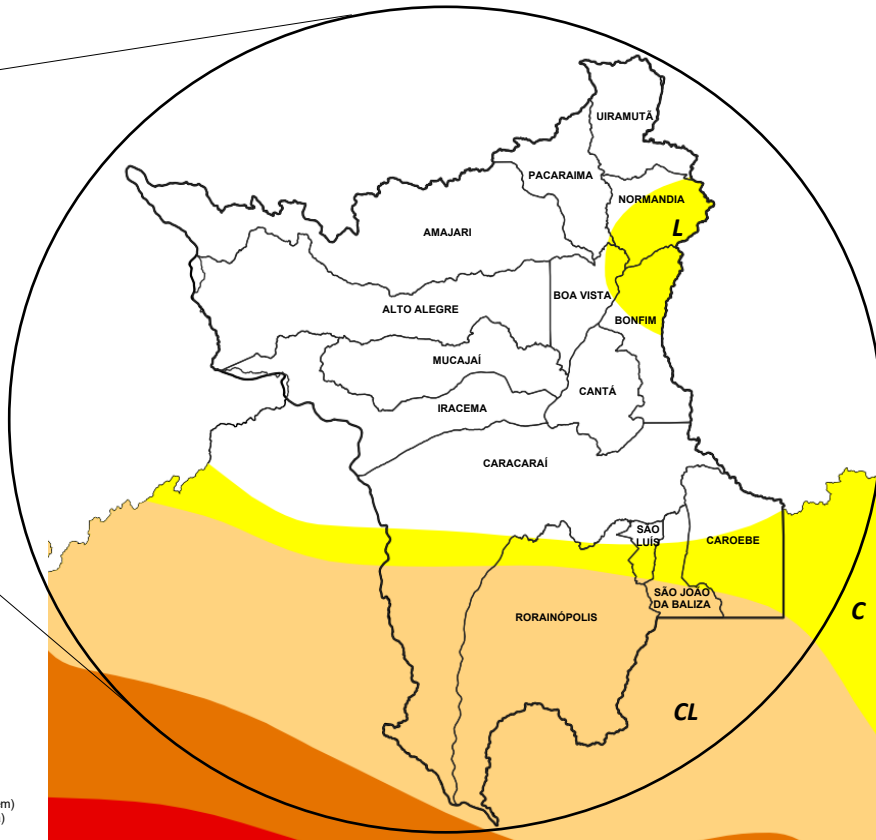 UIRAMUTÃ
PACARAIMA
NORMANDIA
L
AMAJARI
BOA VISTA
ALTO ALEGRE
BONFIM
MUCAJAÍ
CANTÁ
IRACEMA
CARACARAÍ
SÃO
LUÍS
CAROEBE
SÃO JOÃO
DA BALIZA
C
RORAINÓPOLIS
CL
m)
)